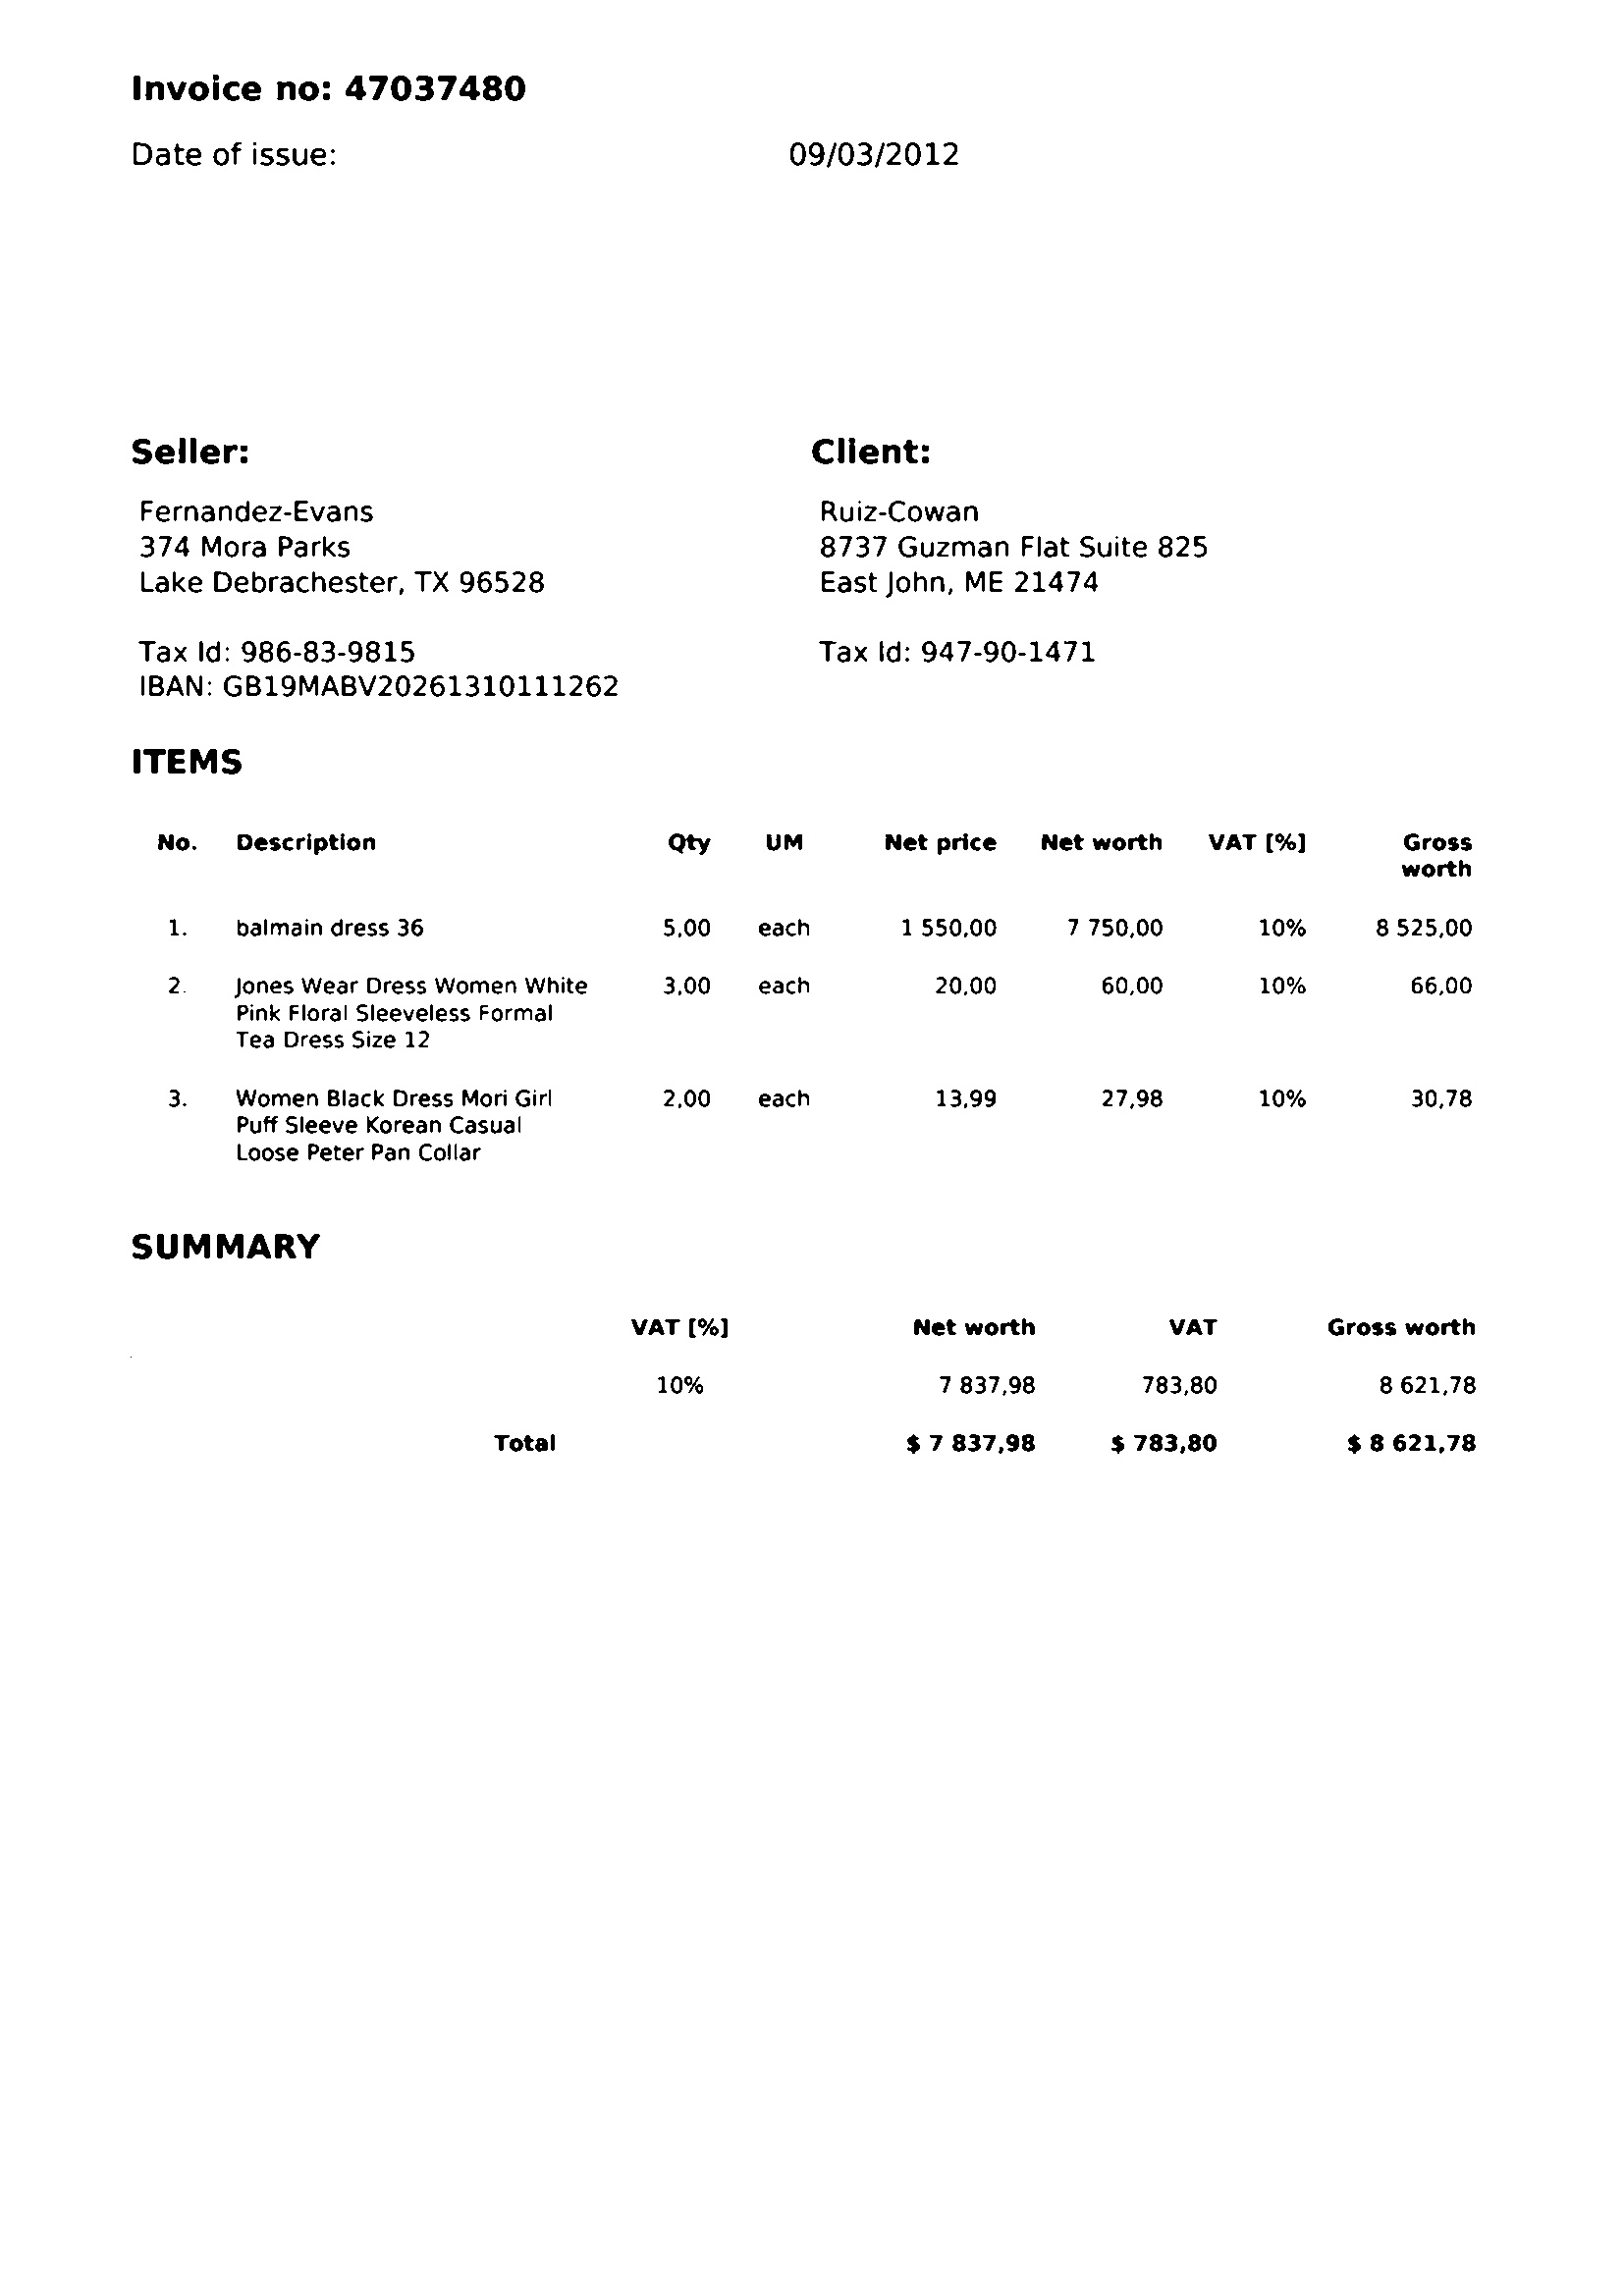 Invoice no: 47037480
Date of issue: 09/03/2012
Seller: Client:
Fernandez-Evans Ruiz-Cowan
374 Mora Parks 8737 Guzman Flat Suite 825
Lake Debrachester, TX 96528 East John, ME 21474
Tax Id: 986-83-9815 Tax Id: 947-90-1471
IBAN: GB19MABV20261310111262
ITEMS
No. Description Qty UM Net price Net worth VAT [%] Gross
worth
1. balmain dress 36 5,00 each 1 550,00 7 750,00 10% 8 525,00
2. Jones Wear Dress Women White 3,00 each 20,00 60,00 10% 66,00
Pink Floral Sleeveless Formal
Tea Dress Size 12
3. Women Black Dress Mori Girl 2,00 each 13,99 27,98 10% 30,78
Puff Sleeve Korean Casual
Loose Peter Pan Collar
SUMMARY
VAT [%] Net worth VAT Gross worth
10% 7 837,98 783,80 8 621,78
Total $ 7 837,98 $ 783,80 $ 8 621,78